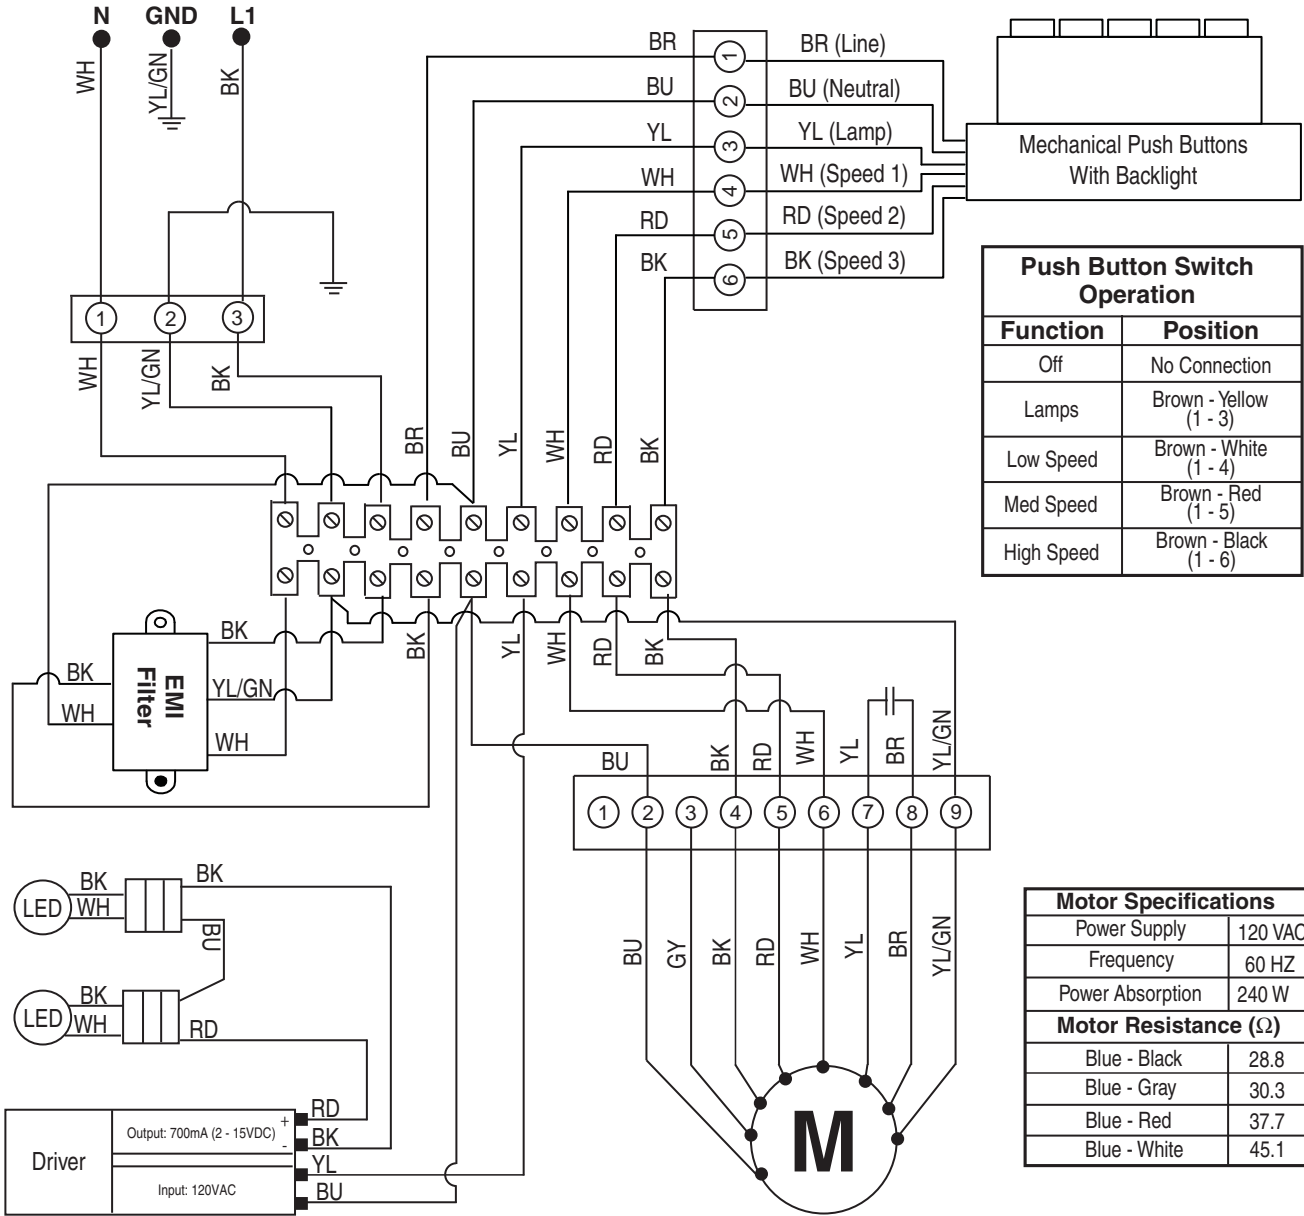 N GND L1
WH YL/GN BK
1 2 3
WH YL/GN BK
BR 1 BR (Line)
BU 2 BU (Neutral)
YL 3 YL (Lamp)
WH 4 WH (Speed 1)
RD 5 RD (Speed 2)
BK 6 BK (Speed 3)
Mechanical Push Buttons
With Backlight
Push Button Switch
Operation
Function Position
Off No Connection
Lamps Brown - Yellow
(1 - 3)
Low Speed Brown - White
(1 - 4)
Med Speed Brown - Red
(1 - 5)
High Speed Brown - Black
(1 - 6)
BR BU YL WH RD BK
BK YL WH RD BK
EMI
Filter
BK
YL/GN
WH
BK
WH
BU BK RD WH YL BR YL/GN
1 2 3 4 5 6 7 8 9
BU GY BK RD WH YL BR YL/GN
M
LED BK
WH
BK
BU
LED BK
WH
RD
Driver
Output: 700mA (2 - 15VDC)
+
-
Input: 120VAC
RD
BK
YL
BU
Motor Specifications
Power Supply 120 VAC
Frequency 60 HZ
Power Absorption 240 W
Motor Resistance (Ω)
Blue - Black 28.8
Blue - Gray 30.3
Blue - Red 37.7
Blue - White 45.1